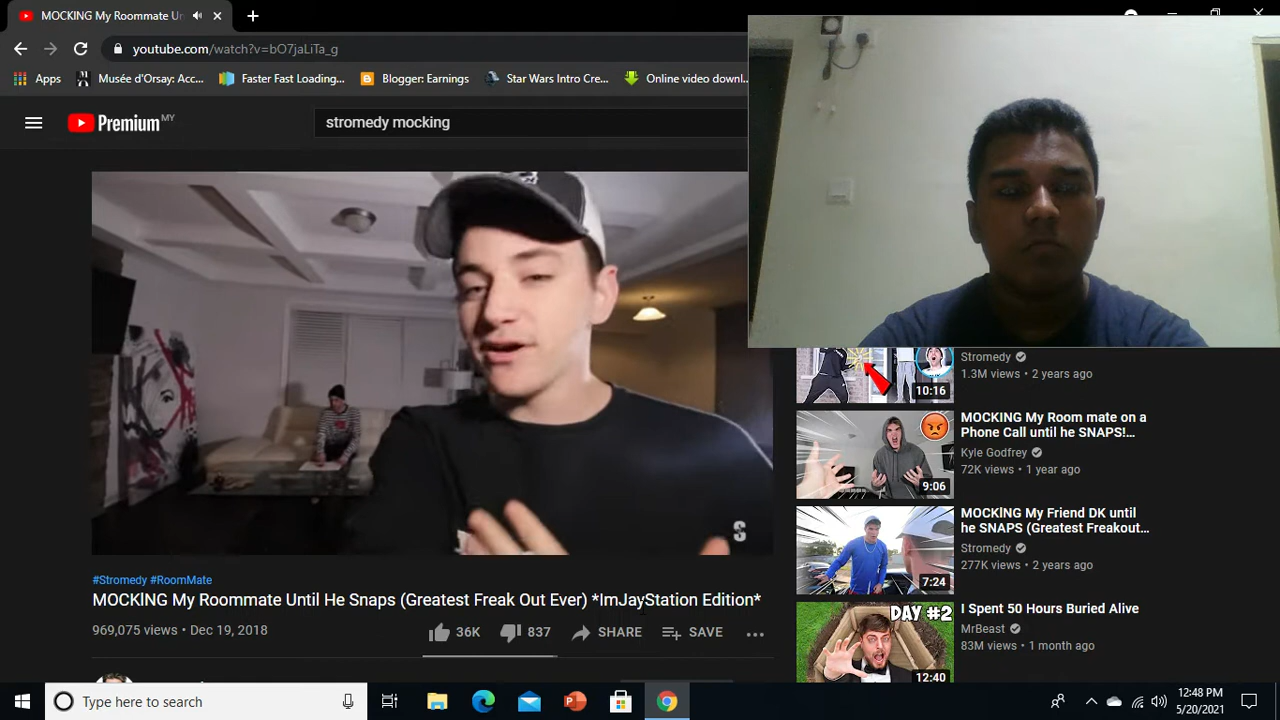 MOCKING My Roommate Un
youtube.com/watch?v=bO7jaLiTa_g
Apps
Musée d'Orsay: Acc...
Faster Fast Loading...
Blogger: Earnings
Star Wars Intro Cre...
Online video downl...
Premium MY
stromedy mocking
S
#Stromedy #RoomMate
MOCKING My roommate Until He Snaps (Greatest Freak Out Ever) *ImJayStation Edition*
969,075 views • Dec 19, 2018
36K
837
SHARE
SAVE
Stromedy
1.3M views • 2 years ago
10:16
MOCKING My Room mate on a
Phone Call until he SNAPS!...
Kyle Godfrey
72K views • 1 year ago
9:06
MOCKING My Friend DK until
he SNAPS (Greatest Freakout...
Stromedy
277K views • 2 years ago
7:24
DAY #2
I Spent 50 Hours Buried Alive
MrBeast
83M views • 1 month ago
12:40
Type here to search
12:48 PM
5/20/2021